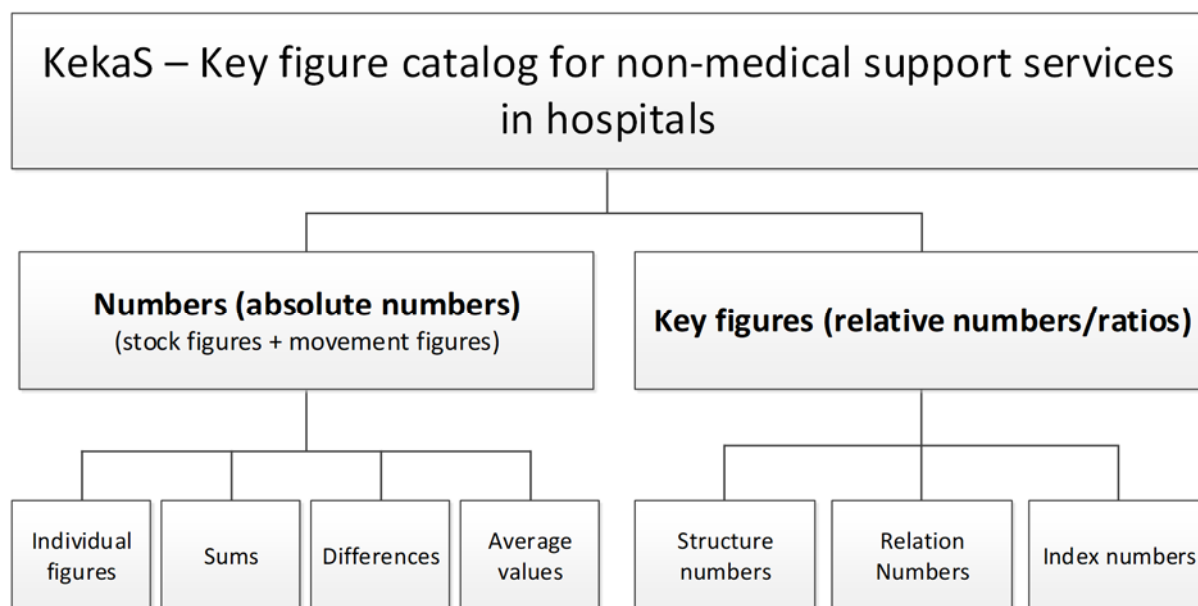 KekaS – Key figure catalog for non-medical support services
in hospitals
Numbers (absolute numbers)
(stock figures + movement figures)
Key figures (relative numbers/ratios)
Individual
figures
Sums
Differences
Average
values
Structure
numbers
Relation
Numbers
Index numbers